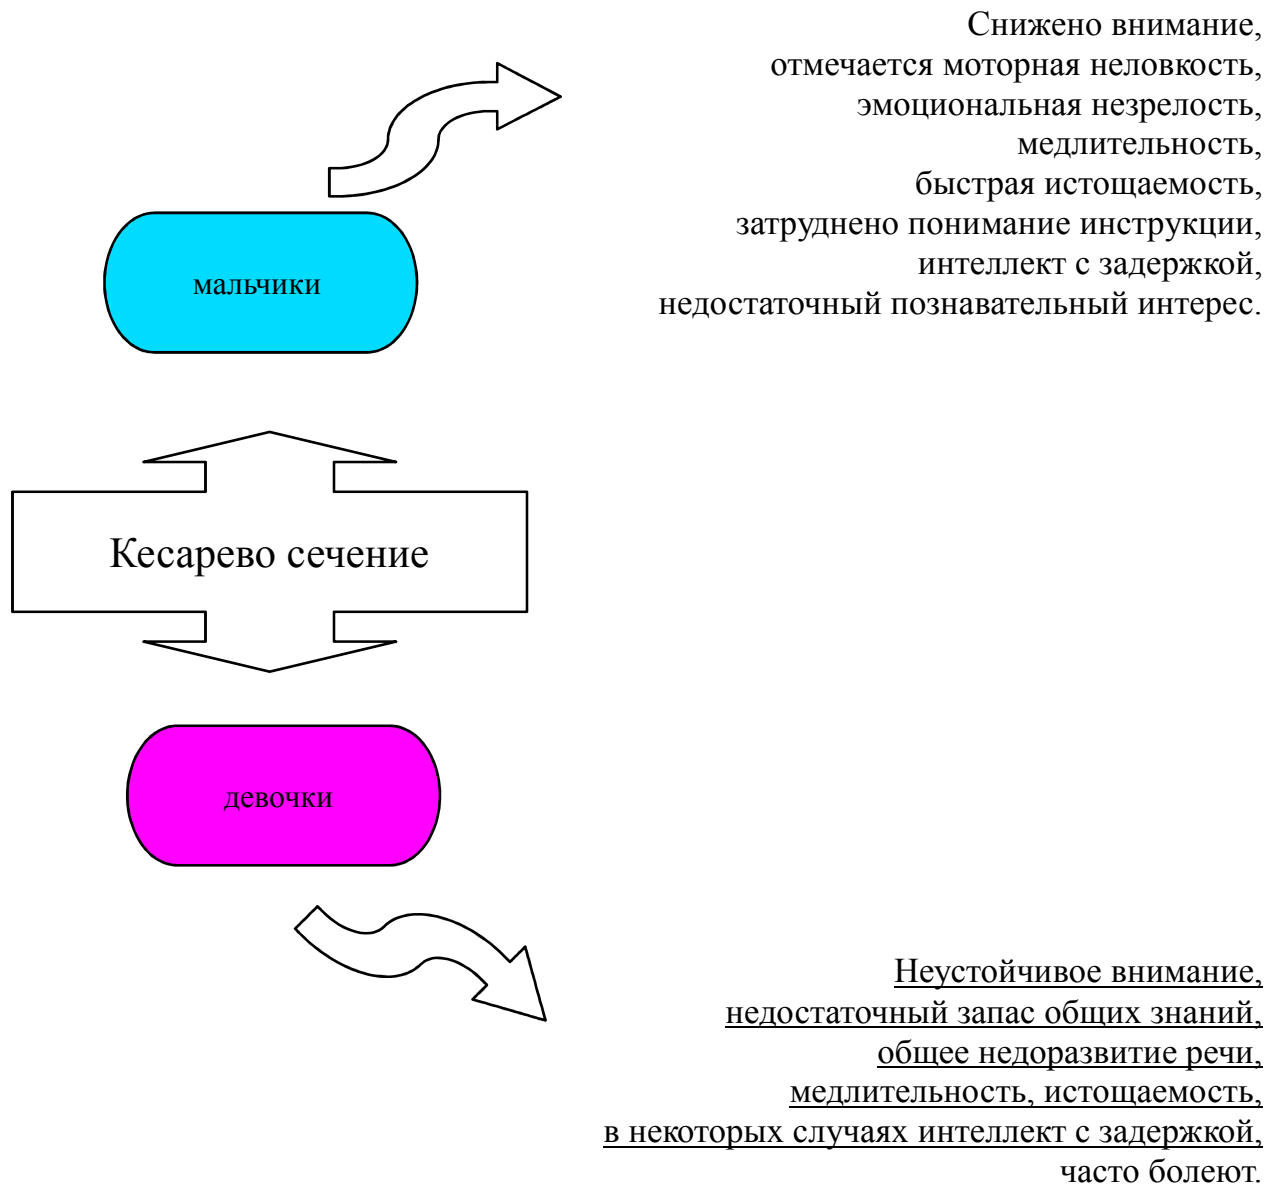 Снижено внимание,
отмечается моторная неловкость,
эмоциональная незрелость,
медлительность,
быстрая истощаемость,
затруднено понимание инструкции,
интеллект с задержкой,
недостаточный познавательный интерес.
мальчики
Кесарево сечение
девочки
Неустойчивое внимание,
недостаточный запас общих знаний,
общее недоразвитие речи,
медлительность, истощаемость,
в некоторых случаях интеллект с задержкой,
часто болеют.